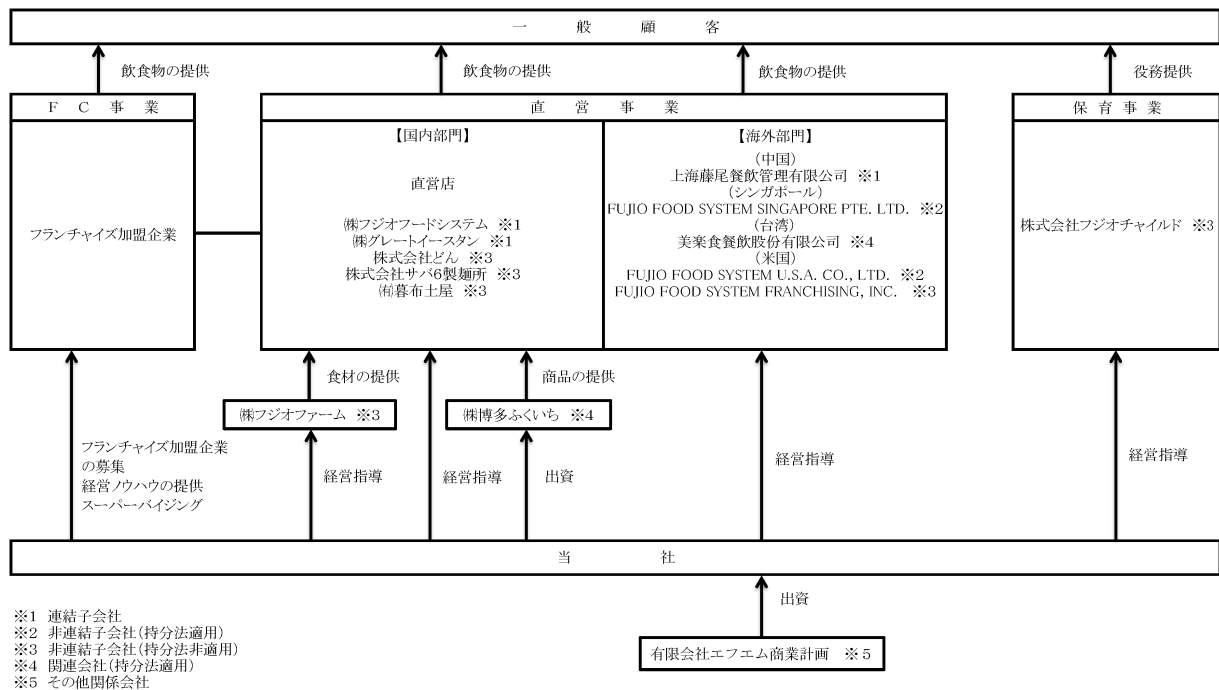 一般顧客
飲食物の提供
飲食物の提供
飲食物の提供
役務提供
FC事業
直営事業
保育事業
フランチャイズ加盟企業
【国内部門】
直営店
㈱フジオフードシステム ※1
㈱グレートイースタン ※1
株式会社どん ※3
株式会社サバ6製麺所 ※3
㈲暮布土屋 ※3
【海外部門】
(中国)
上海藤尾餐飲管理有限公司 ※1
(シンガポール)
FUJIO FOOD SYSTEM SINGAPORE PTE. LTD. ※2
(台湾)
美楽食餐飲股份有限公司 ※4
(米国)
FUJIO FOOD SYSTEM U.S.A. CO., LTD. ※2
FUJIO FOOD SYSTEM FRANCHISING, INC. ※3
株式会社フジオチャイルド ※3
食材の提供
商品の提供
㈱フジオファーム ※3
㈱博多ふくいち ※4
フランチャイズ加盟企業
の募集
経営ノウハウの提供
スーパーバイジング
経営指導
経営指導
出資
経営指導
経営指導
当社
出資
有限会社エフエム商業計画 ※5
※1 連結子会社
※2 非連結子会社(持分法適用)
※3 非連結子会社(持分法非適用)
※4 関連会社(持分法適用)
※5 その他関係会社